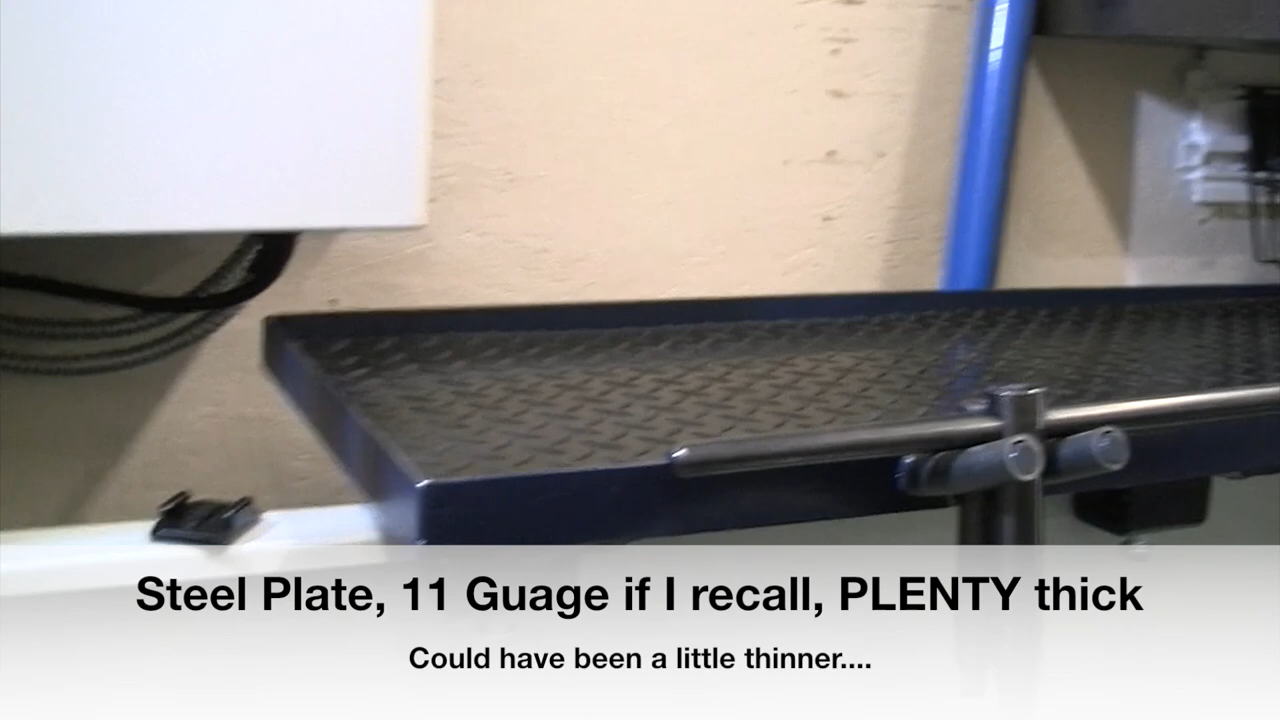 Steel Plate, 11 Guage if I recall, PLENTY thick
Could have been a little thinner....